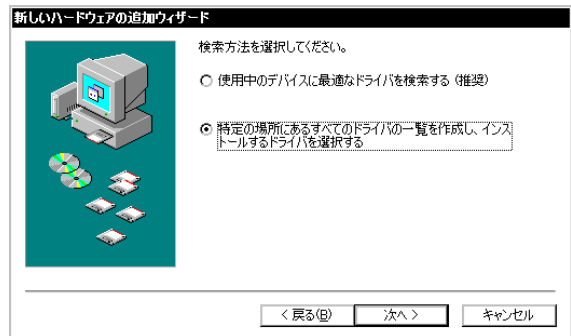 新しいハードウェアの追加ウィザード
検索方法を選択してください。
使用中のデバイスに最適なドライバを検索する (推奨)
特定の場所にあるすべてのドライバの一覧を作成し、インス
トールするドライバを選択する
< 戻る(B)
次へ >
キャンセル